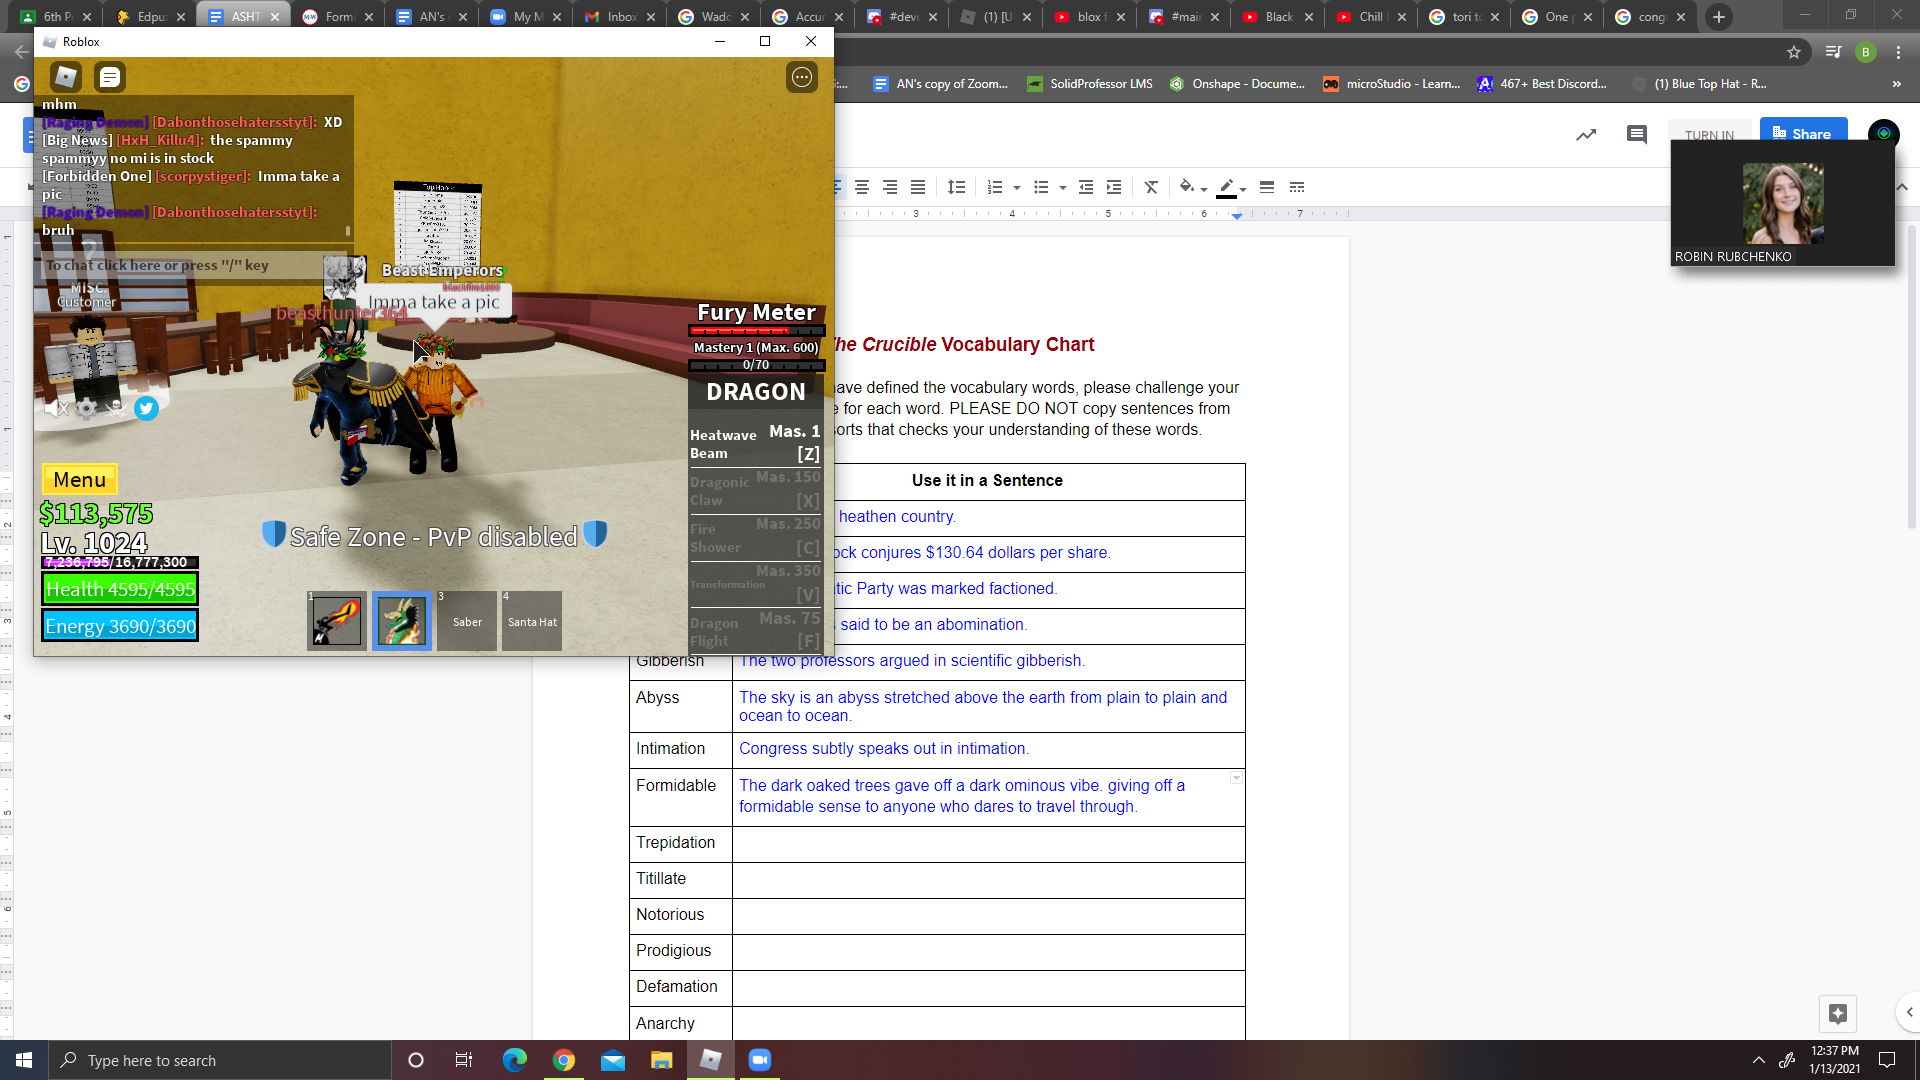 6th P
Edpuz
ASHT
Formi
AN's
My M
Inbox
Wado
Accur
#deve
(1) [U
blox f
#main
Black
Chill
tori to
One p
cong
Roblox
AN's copy of Zoom...
SolidProfessor LMS
Onshape - Docume...
microStudio - Learn...
467+ Best Discord...
(1) Blue Top Hat - R...
mhm
[Raging Demon] [Dabonthosehatersstyt]: XD
[Big News] [HxH_Killu4]: the spammy
spammyy no mi is in stock
[Forbidden One] [scorpystiger]: Imma take a
pic
[Raging Demon] [Dabonthosehatersstyt]:
bruh
To chat click here or press "/" key
MISC.
Customer
Beast Emperors
Imma take a pic
beasthunter364
Fury Meter
Mastery 1 (Max. 600)
0/70
DRAGON
Heatwave Beam
Mas. 1
[Z]
Dragonic Claw
Mas. 150
[X]
Fire Shower
Mas. 250
[C]
Transformation
Mas. 350
[V]
Dragon Flight
Mas. 75
[F]
Menu
$113,575
Lv. 1024
7,236,795/16,777,300
Health 4595/4595
Energy 3690/3690
Safe Zone - PvP disabled
1
3
Saber
4
Santa Hat
TURN IN
Share
ROBIN RUBCHENKO
3 4 5 6 7
he Crucible Vocabulary Chart
ave defined the vocabulary words, please challenge your
e for each word. PLEASE DO NOT copy sentences from
orts that checks your understanding of these words.
Use it in a Sentence
heathen country.
ock conjures $130.64 dollars per share.
tic Party was marked factioned.
s said to be an abomination.
Gibberish The two professors argued in scientific gibberish.
Abyss The sky is an abyss stretched above the earth from plain to plain and
ocean to ocean.
Intimation Congress subtly speaks out in intimation.
Formidable The dark oaked trees gave off a dark ominous vibe. giving off a
formidable sense to anyone who dares to travel through.
Trepidation
Titillate
Notorious
Prodigious
Defamation
Anarchy
Type here to search
12:37 PM
1/13/2021